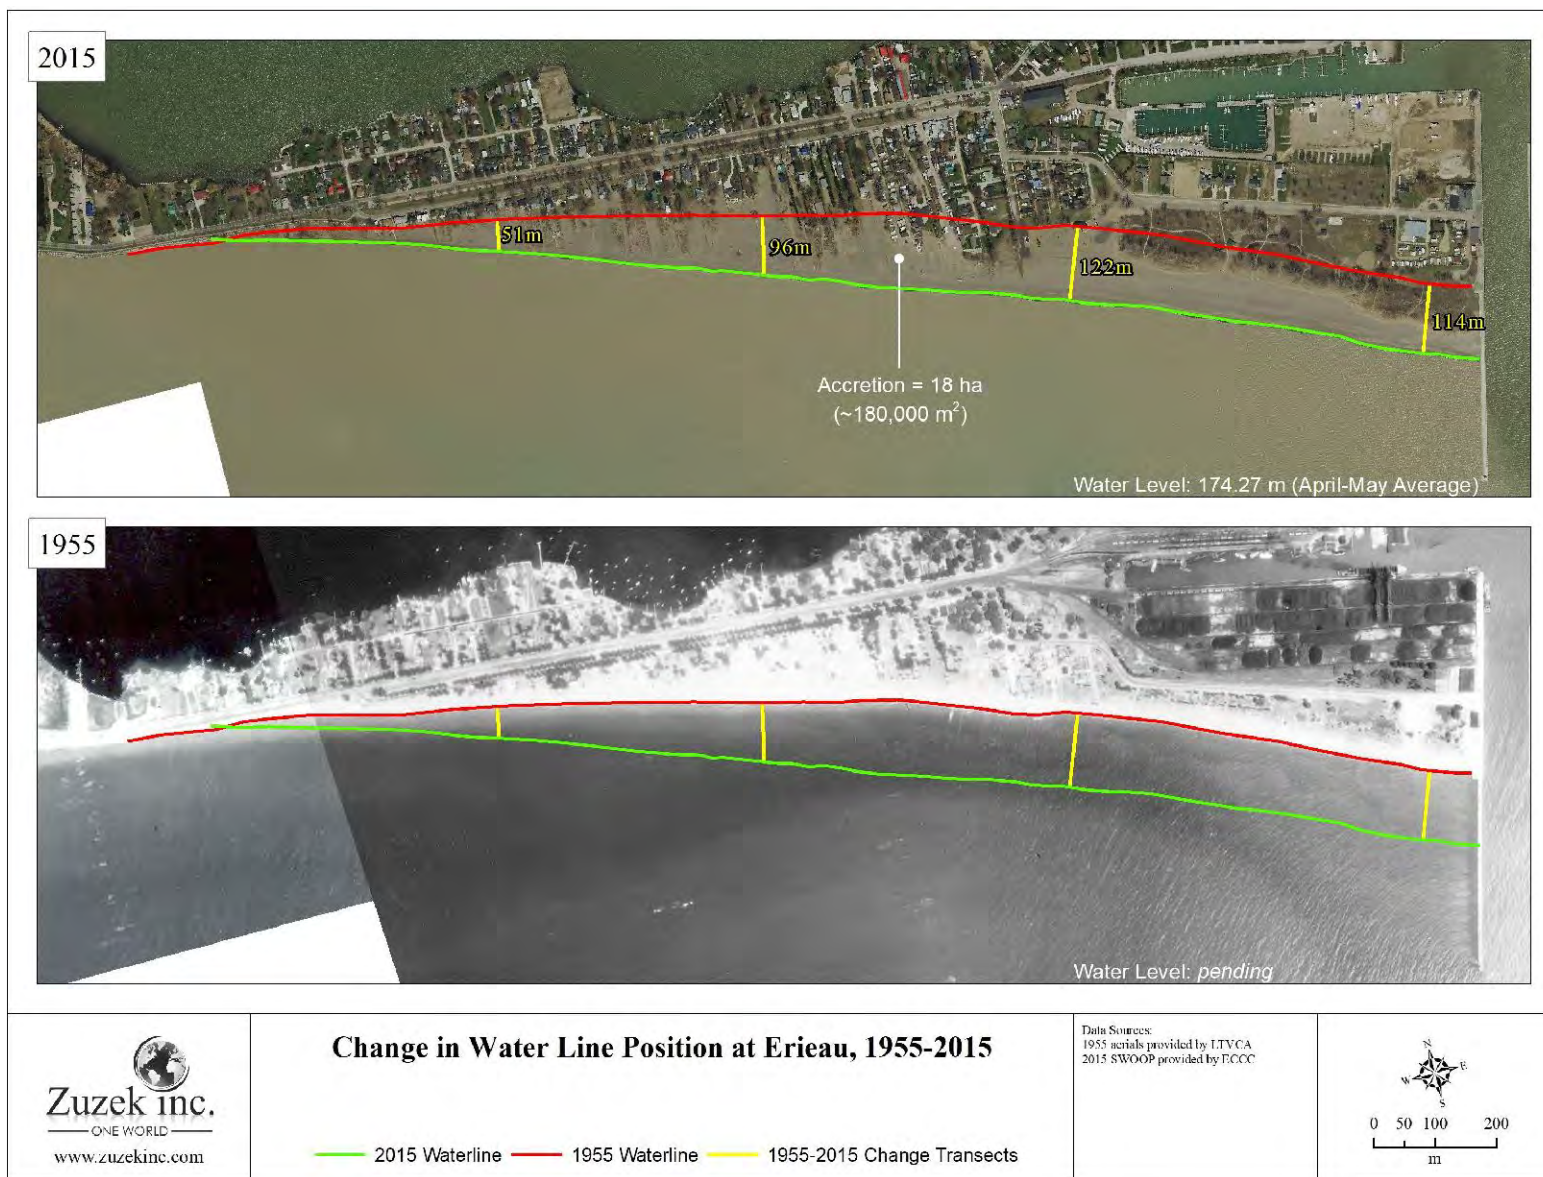 2015
51m
96m
122m
114m
Accretion = 18 ha
(~180,000 m²)
Water Level: 174.27 m (April-May Average)
1955
Water Level: pending
Zuzek inc.
ONE WORLD
www.zuzekinc.com
Change in Water Line Position at Erieau, 1955-2015
2015 Waterline
1955 Waterline
1955-2015 Change Transects
Data Sources:
1955 aerials provided by LTVCA
2015 SWOOP provided by ECCC
N
W E
S
0 50 100 200
m